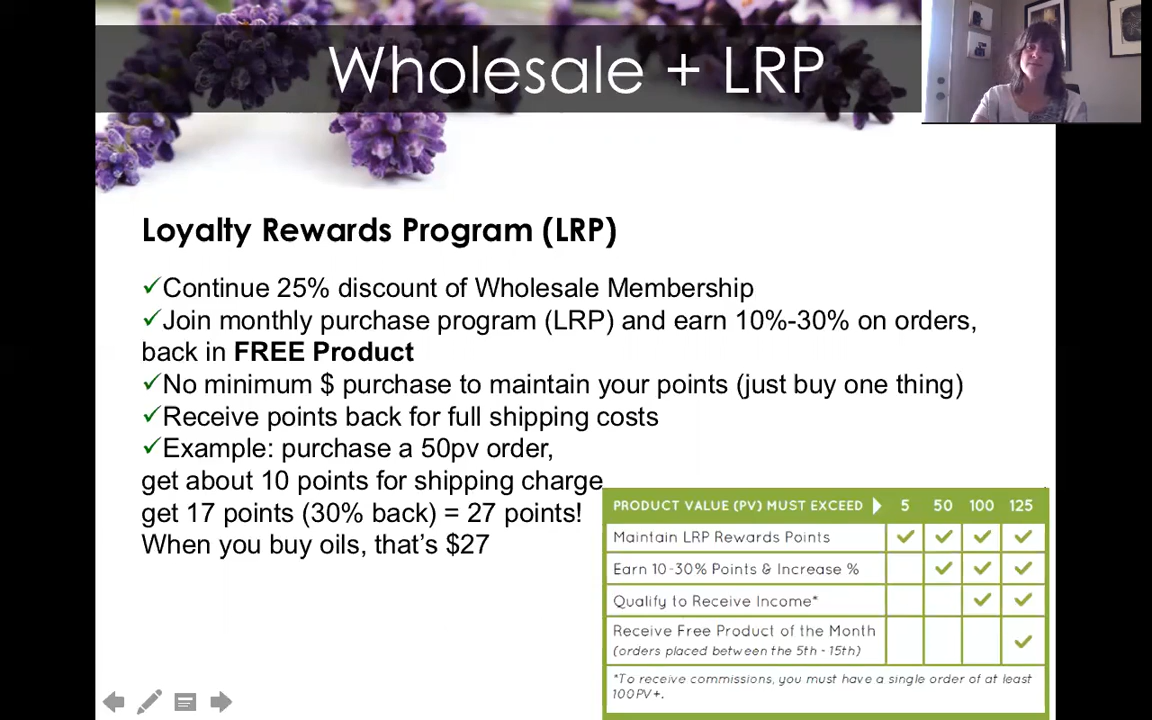 Wholesale + LRP
Loyalty Rewards Program (LRP)
✓Continue 25% discount of Wholesale Membership
✓Join monthly purchase program (LRP) and earn 10%-30% on orders,
back in FREE Product
✓No minimum $ purchase to maintain your points (just buy one thing)
✓Receive points back for full shipping costs
✓Example: purchase a 50pv order,
get about 10 points for shipping charge
get 17 points (30% back) = 27 points!
When you buy oils, that's $27
PRODUCT VALUE (PV) MUST EXCEED 5 50 100 125
Maintain LRP Rewards Points ✓ ✓ ✓ ✓
Earn 10-30% Points & Increase % ✓ ✓ ✓
Qualify to Receive Income* ✓ ✓
Receive Free Product of the Month ✓
(orders placed between the 5th - 15th)
*To receive commissions, you must have a single order of at least
100PV+.